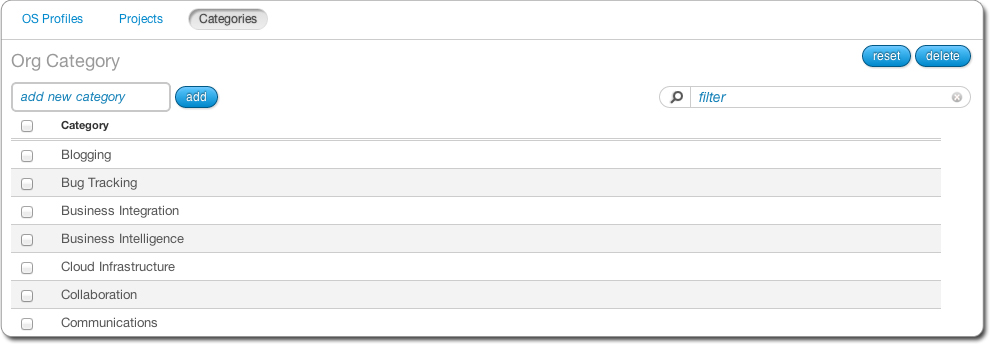 OS Profiles Projects Categories
Org Category reset delete
add new category add filter
Category
Blogging
Bug Tracking
Business Integration
Business Intelligence
Cloud Infrastructure
Collaboration
Communications